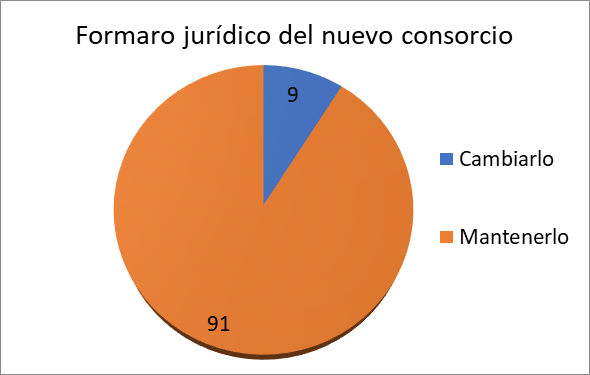 Formaro jurídico del nuevo consorcio
9
Cambiarlo
Mantenerlo
91